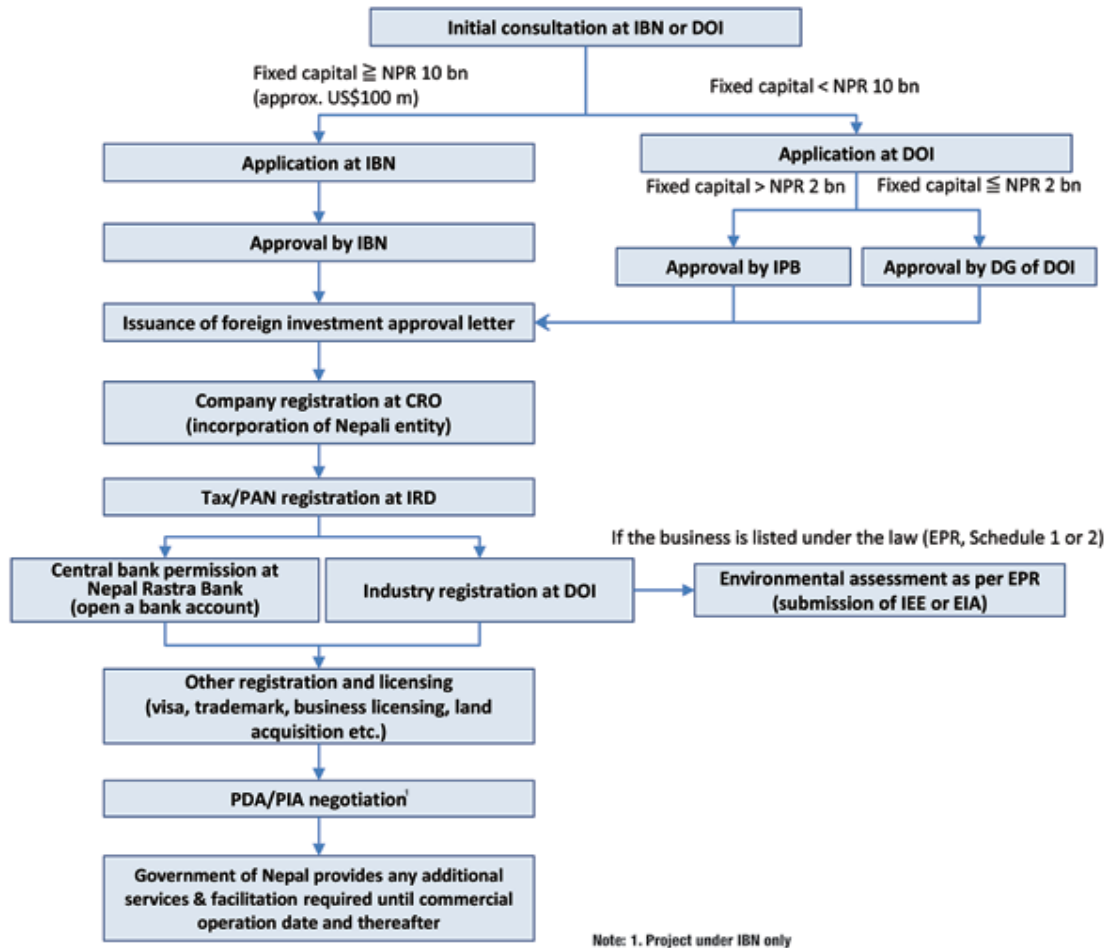 Initial consultation at IBN or DOI
Fixed capital ≧ NPR 10 bn
(approx. US$100 m)
Fixed capital < NPR 10 bn
Application at IBN
Application at DOI
Fixed capital > NPR 2 bn
Fixed capital ≦ NPR 2 bn
Approval by IBN
Approval by IPB
Approval by DG of DOI
Issuance of foreign investment approval letter
Company registration at CRO
(incorporation of Nepali entity)
Tax/PAN registration at IRD
If the business is listed under the law (EPR, Schedule 1 or 2)
Central bank permission at
Nepal Rastra Bank
(open a bank account)
Industry registration at DOI
Environmental assessment as per EPR
(submission of IEE or EIA)
Other registration and licensing
(visa, trademark, business licensing, land
acquisition etc.)
PDA/PIA negotiation¹
Government of Nepal provides any additional
services & facilitation required until commercial
operation date and thereafter
Note: 1. Project under IBN only